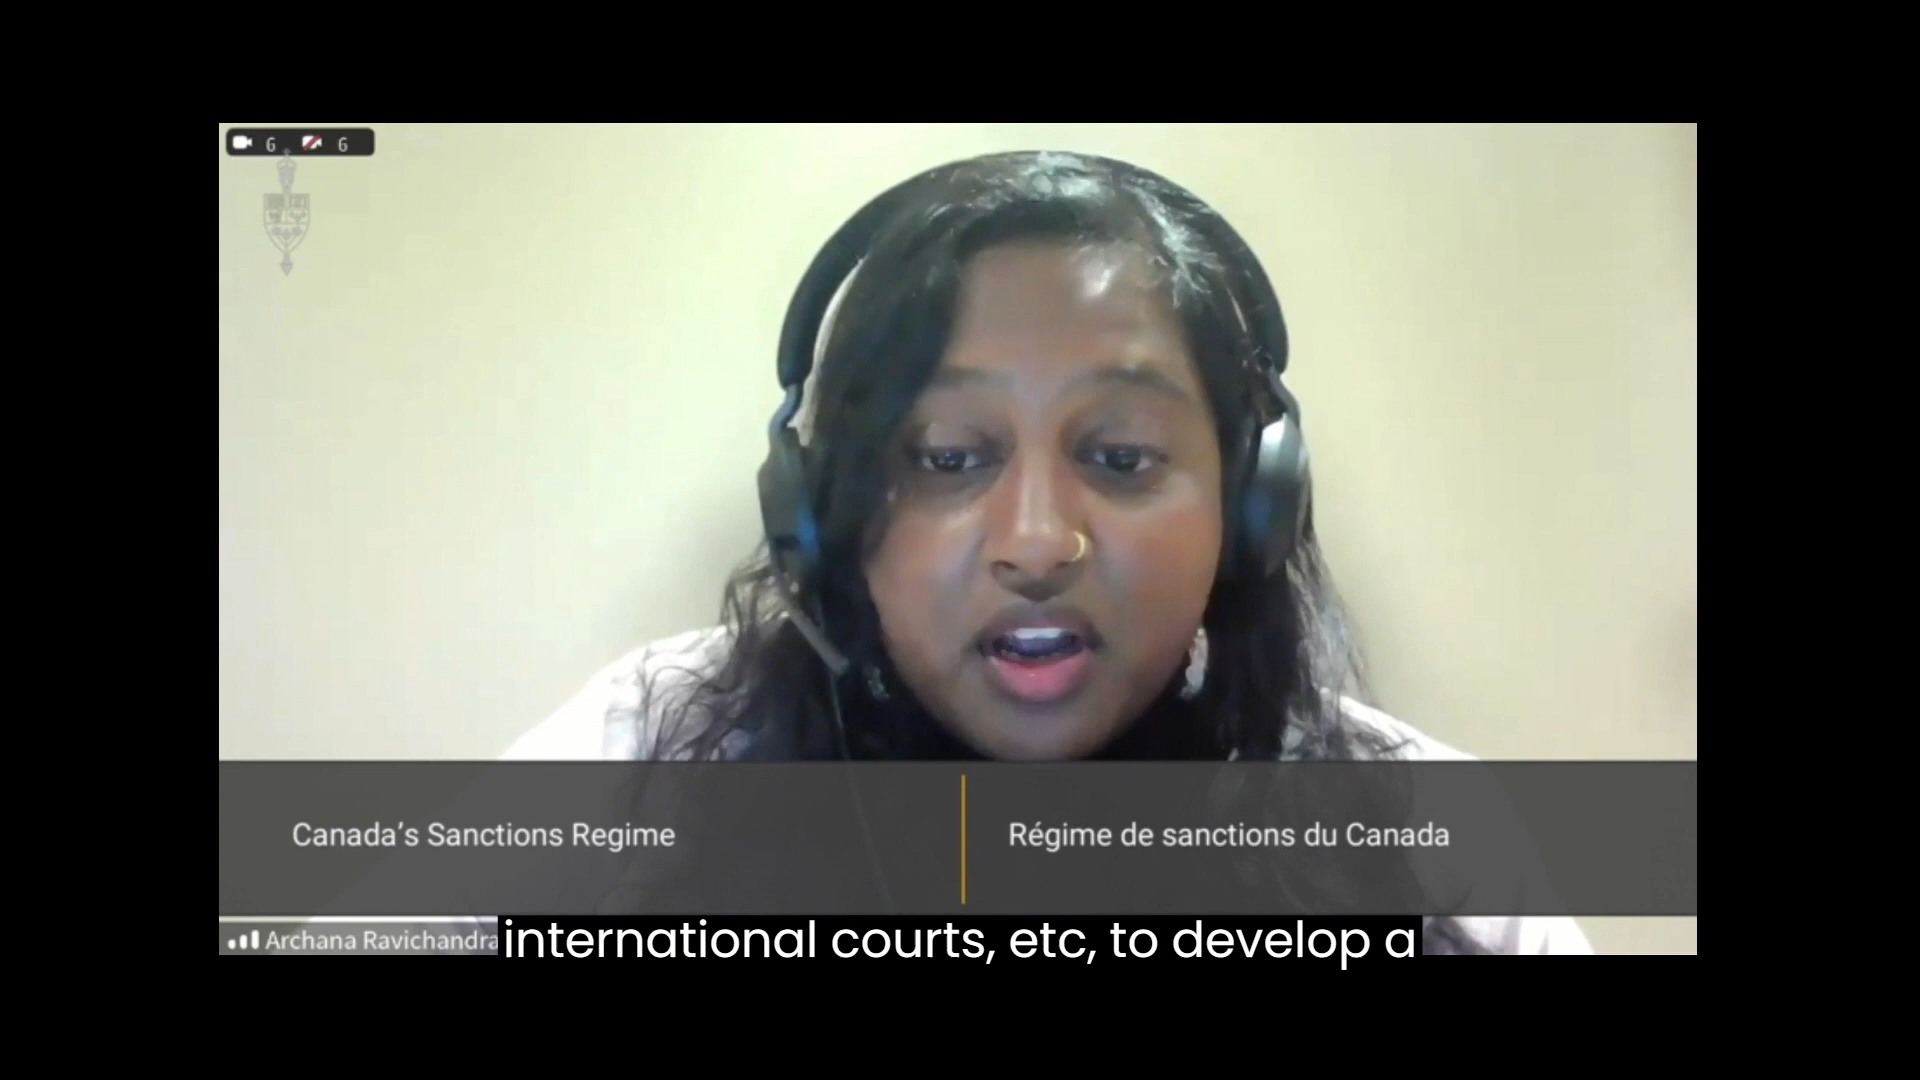 6 6
Canada's Sanctions Regime
Régime de sanctions du Canada
Archana Ravichandra
international courts, etc, to develop a